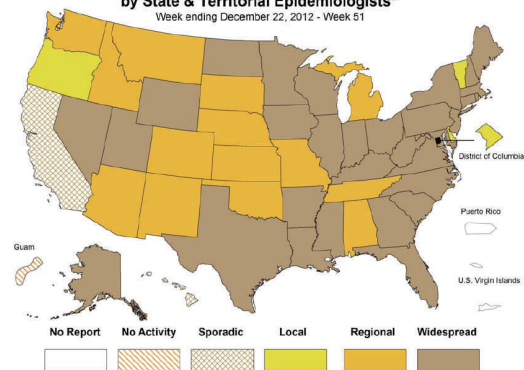 by State & Territorial Epidemiologists*
Week ending December 22, 2012 - Week 51
District of Columbia
Puerto Rico
Guam
U.S. Virgin Islands
No Report No Activity Sporadic Local Regional Widespread